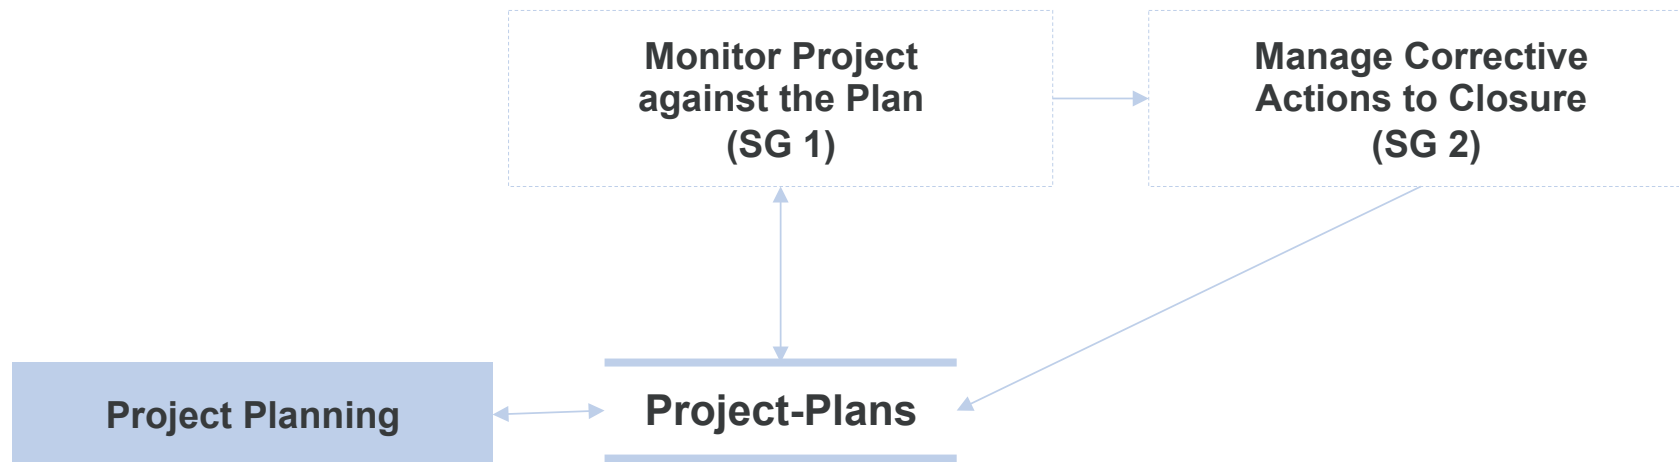 Monitor Project
against the Plan
(SG 1)
Manage Corrective
Actions to Closure
(SG 2)
Project Planning
Project-Plans